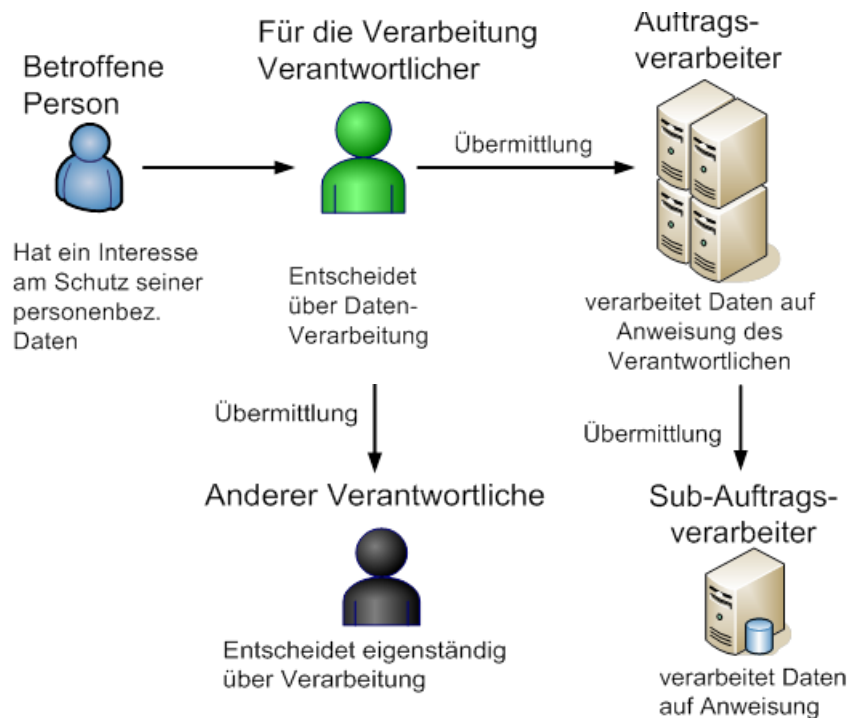 Betroffene
Person
Hat ein Interesse
am Schutz seiner
personenbez.
Daten
Für die Verarbeitung
Verantwortlicher
Entscheidet
über Daten-
Verarbeitung
Übermittlung
Auftrags-
verarbeiter
verarbeitet Daten auf
Anweisung des
Verantwortlichen
Übermittlung
Anderer Verantwortliche
Entscheidet eigenständig
über Verarbeitung
Übermittlung
Sub-Auftrags-
verarbeiter
verarbeitet Daten
auf Anweisung